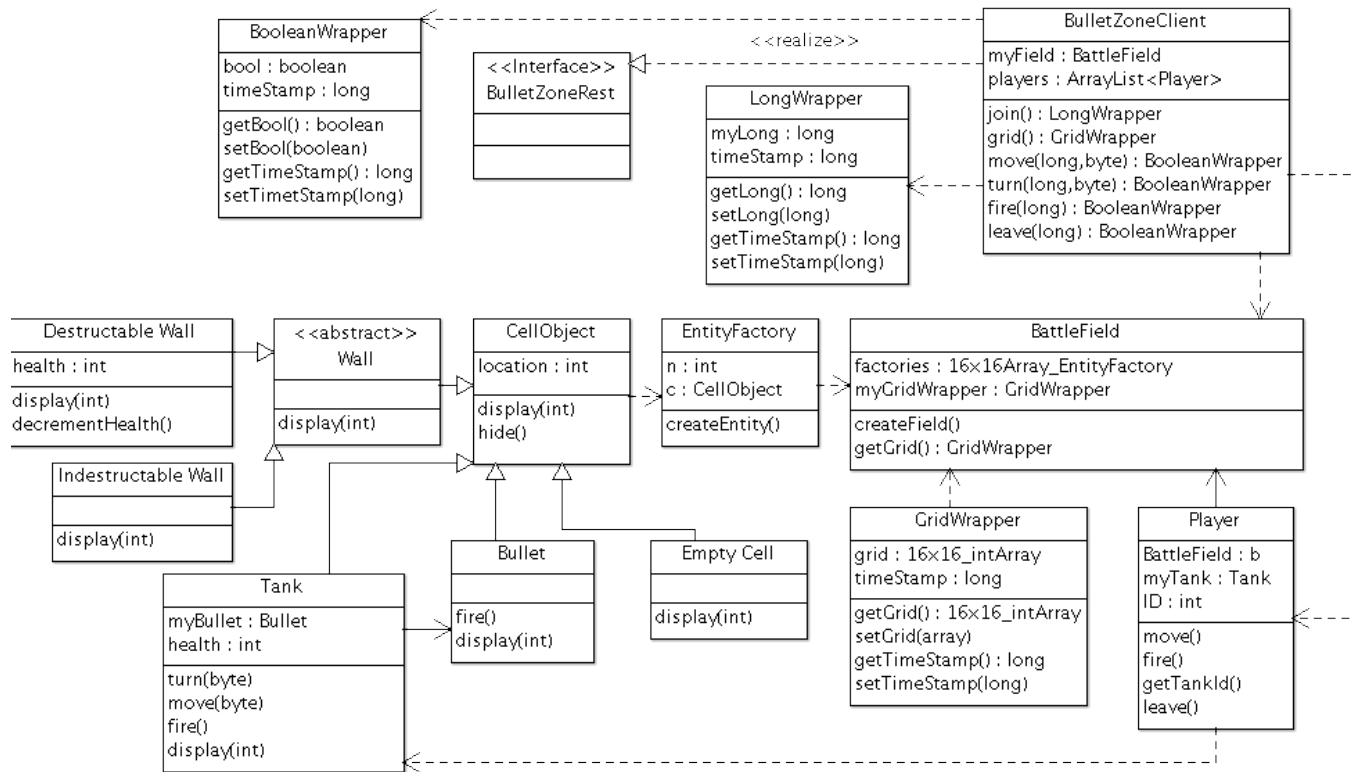 BooleanWrapper
bool : boolean
timeStamp : long
getBool() : boolean
setBool(boolean)
getTimeStamp() : long
setTimetStamp(long)
<<realize>>
<<Interface>>
BulletZoneRest
LongWrapper
myLong : long
timeStamp : long
getLong() : long
setLong(long)
getTimeStamp() : long
setTimeStamp(long)
BulletZoneClient
myField : BattleField
players : ArrayList<Player>
join() : LongWrapper
grid() : GridWrapper
move(long,byte) : BooleanWrapper
turn(long,byte) : BooleanWrapper
fire(long) : BooleanWrapper
leave(long) : BooleanWrapper
Destructable Wall
health : int
display(int)
decrementHealth()
<<abstract>>
Wall
display(int)
CellObject
location : int
display(int)
hide()
EntityFactory
n : int
c : CellObject
createEntity()
BattleField
factories : 16x16Array_EntityFactory
myGridWrapper : GridWrapper
createField()
getGrid() : GridWrapper
Indestructable Wall
display(int)
Tank
myBullet : Bullet
health : int
turn(byte)
move(byte)
fire()
display(int)
Bullet
fire()
display(int)
Empty Cell
display(int)
GridWrapper
grid : 16x16_intArray
timeStamp : long
getGrid() : 16x16_intArray
setGrid(array)
getTimeStamp() : long
setTimeStamp(long)
Player
BattleField : b
myTank : Tank
ID : int
move()
fire()
getTankId()
leave()